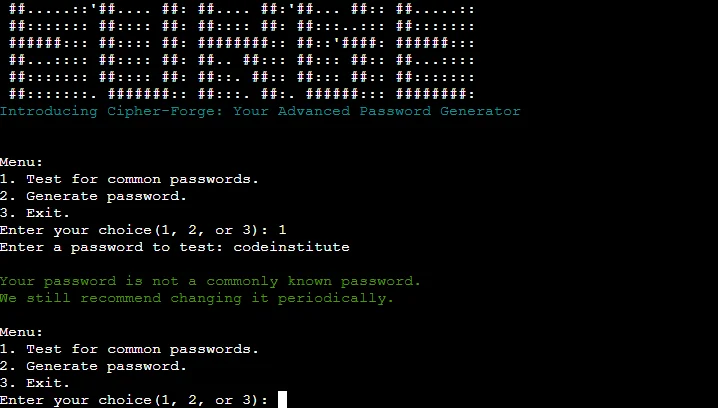 ##.....::'##.... ##: ##.... ##:'##... ##:: ##.....::
##::::::: ##:::: ##: ##:::: ##: ##:::..::: ##:::::::
######::: ##:::: ##: ########:: ##::'####: ######:::
##...:::: ##:::: ##: ##.. ##::: ##::: ##:: ##...::::
##::::::: ##:::: ##: ##::. ##:: ##::: ##:: ##:::::::
##:::::::. #######:: ##:::. ##:. ######::: ########:
Introducing Cipher-Forge: Your Advanced Password Generator
Menu:
1. Test for common passwords.
2. Generate password.
3. Exit.
Enter your choice(1, 2, or 3): 1
Enter a password to test: codeinstitute
Your password is not a commonly known password.
We still recommend changing it periodically.
Menu:
1. Test for common passwords.
2. Generate password.
3. Exit.
Enter your choice(1, 2, or 3):